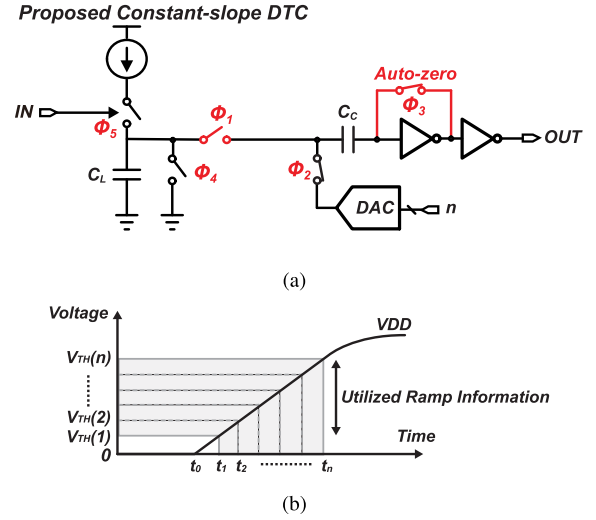 Proposed Constant-slope DTC
Auto-zero
IN
Φ5
Φ1
CC
Φ3
OUT
CL
Φ4
Φ2
DAC
n
(a)
Voltage
VDD
VTH(n)
Utilized Ramp Information
VTH(2)
VTH(1)
Time
0
t0 t1 t2 tn
(b)